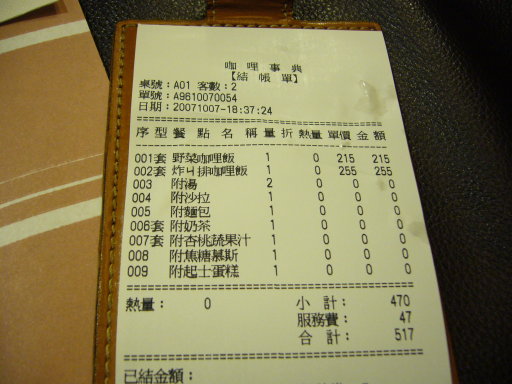 咖哩事典
【結帳單】
桌號：A01 客數：2
單號：A9610070054
日期：20071007-18:37:24
序 型 餐 點 名 稱 量 折 熱量 單價 金 額
001套 野菜咖哩飯 1 0 215 215
002套 炸ㄐ排咖哩飯 1 0 255 255
003 附湯 2 0 0 0
004 附沙拉 1 0 0 0
005 附麵包 1 0 0 0
006套 附奶茶 1 0 0 0
007套 附杏桃蔬果汁 1 0 0 0
008 附焦糖慕斯 1 0 0 0
009 附起士蛋糕 1 0 0 0
熱量： 0 小 計： 470
服務費： 47
合 計： 517
已結金額：